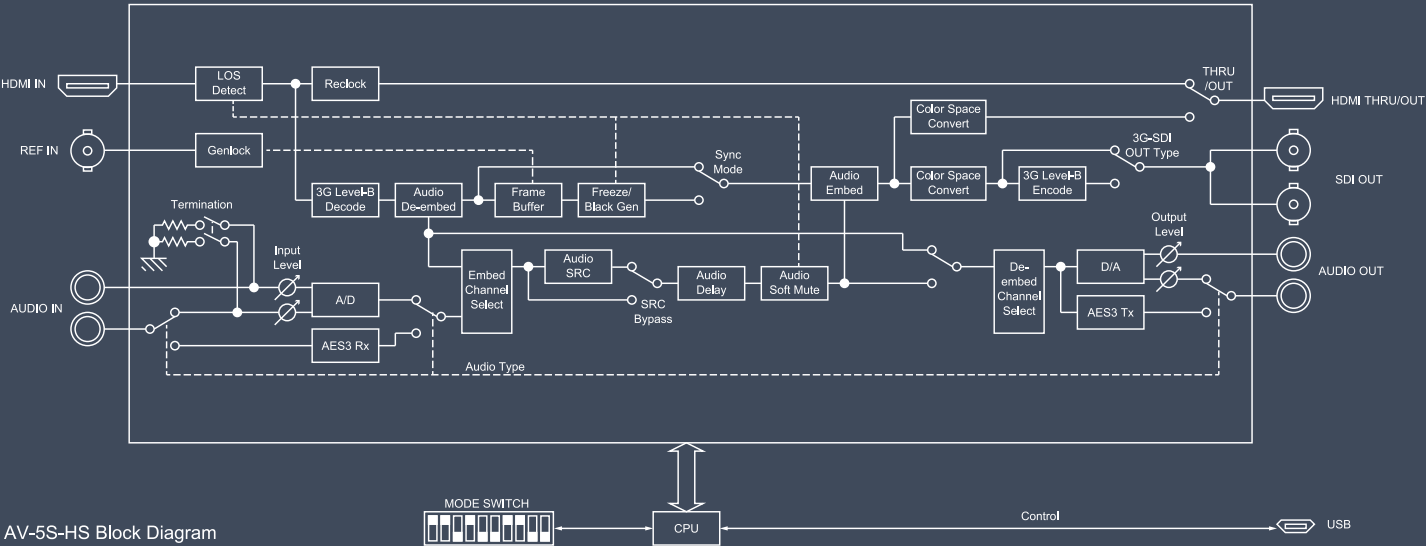 HDMI IN
LOS
Detect
Reclock
THRU
/OUT
HDMI THRU/OUT
Color Space
Convert
REF IN
Genlock
3G-SDI
OUT Type
Sync
Mode
SDI OUT
3G Level-B
Decode
Audio
De-embed
Frame
Buffer
Freeze/
Black Gen
Audio
Embed
Color Space
Convert
3G Level-B
Encode
Termination
Input
Level
Output
Level
AUDIO IN
A/D
AES3 Rx
Embed
Channel
Select
Audio
SRC
SRC
Bypass
Audio
Delay
Audio
Soft Mute
De-
embed
Channel
Select
D/A
AES3 Tx
AUDIO OUT
Audio Type
MODE SWITCH
CPU
Control
USB
AV-5S-HS Block Diagram